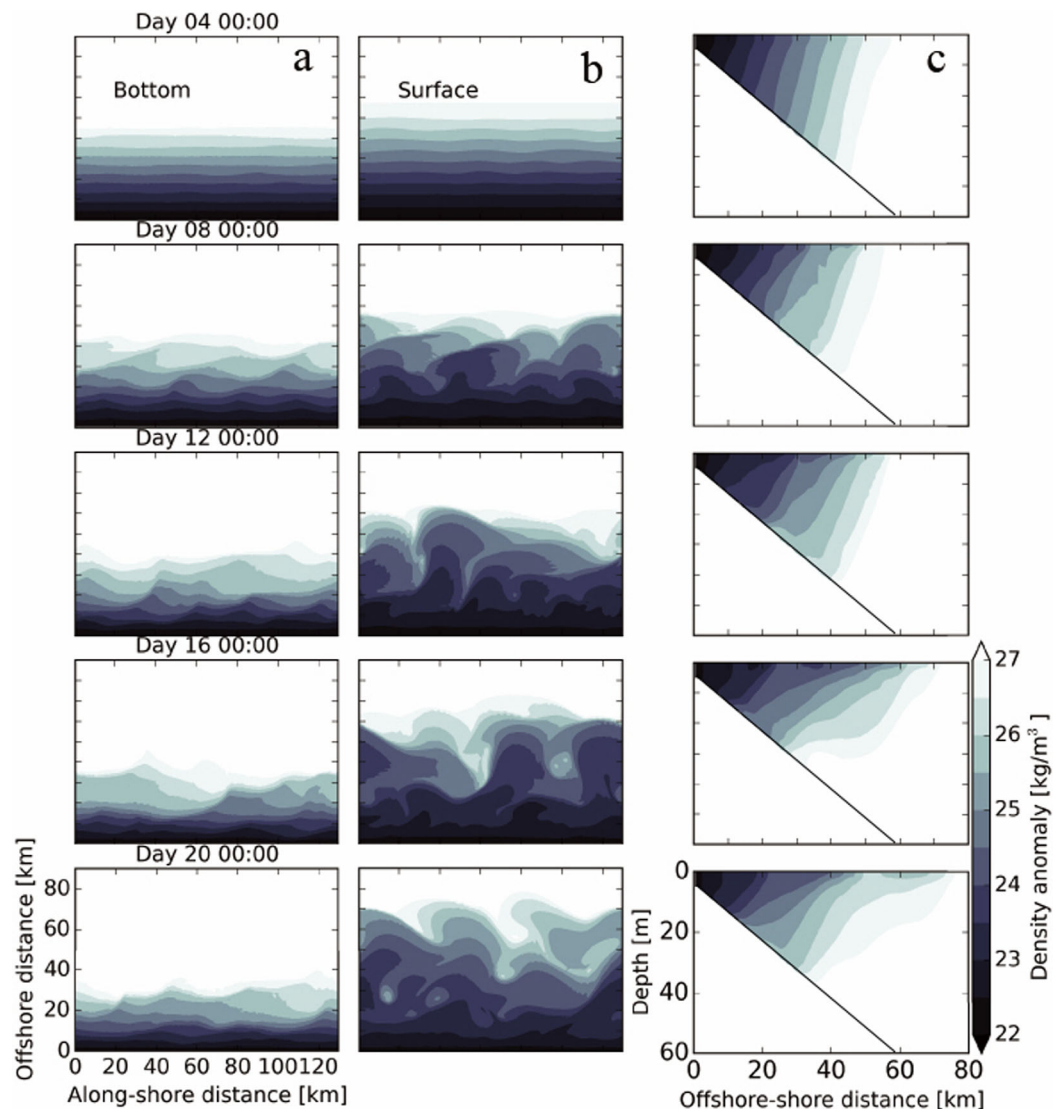 Day 04 00:00
a
b
c
Bottom
Surface
Day 08 00:00
Day 12 00:00
Day 16 00:00
27
26
25
24
23
22
Density anomaly [kg/m³]
Day 20 00:00
80
60
40
20
0
Offshore distance [km]
0 20 40 60 80 100120
Along-shore distance [km]
0
20
40
60
Depth [m]
0 20 40 60 80
Offshore-shore distance [km]